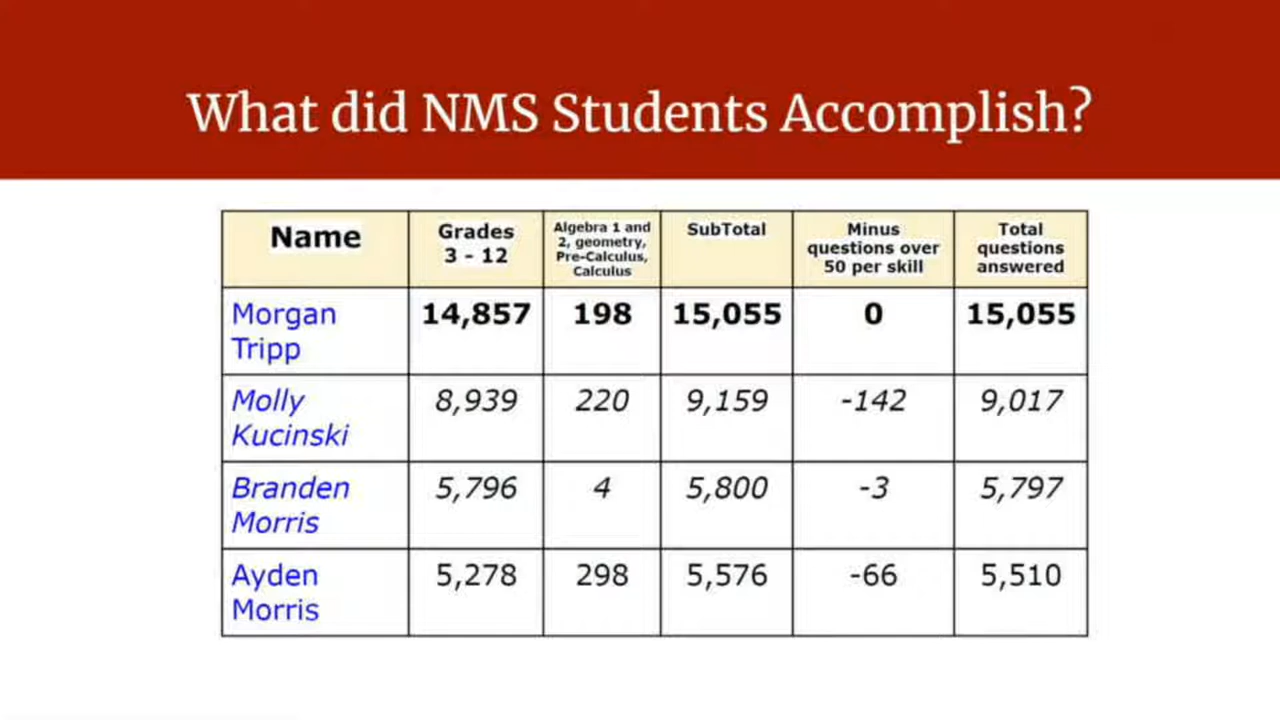 What did NMS Students Accomplish?
Name
Grades
3 - 12
Algebra 1 and
2, geometry,
Pre-Calculus,
Calculus
SubTotal
Minus
questions over
50 per skill
Total
questions
answered
Morgan
Tripp
14,857
198
15,055
0
15,055
Molly
Kucinski
8,939
220
9,159
-142
9,017
Branden
Morris
5,796
4
5,800
-3
5,797
Ayden
Morris
5,278
298
5,576
-66
5,510